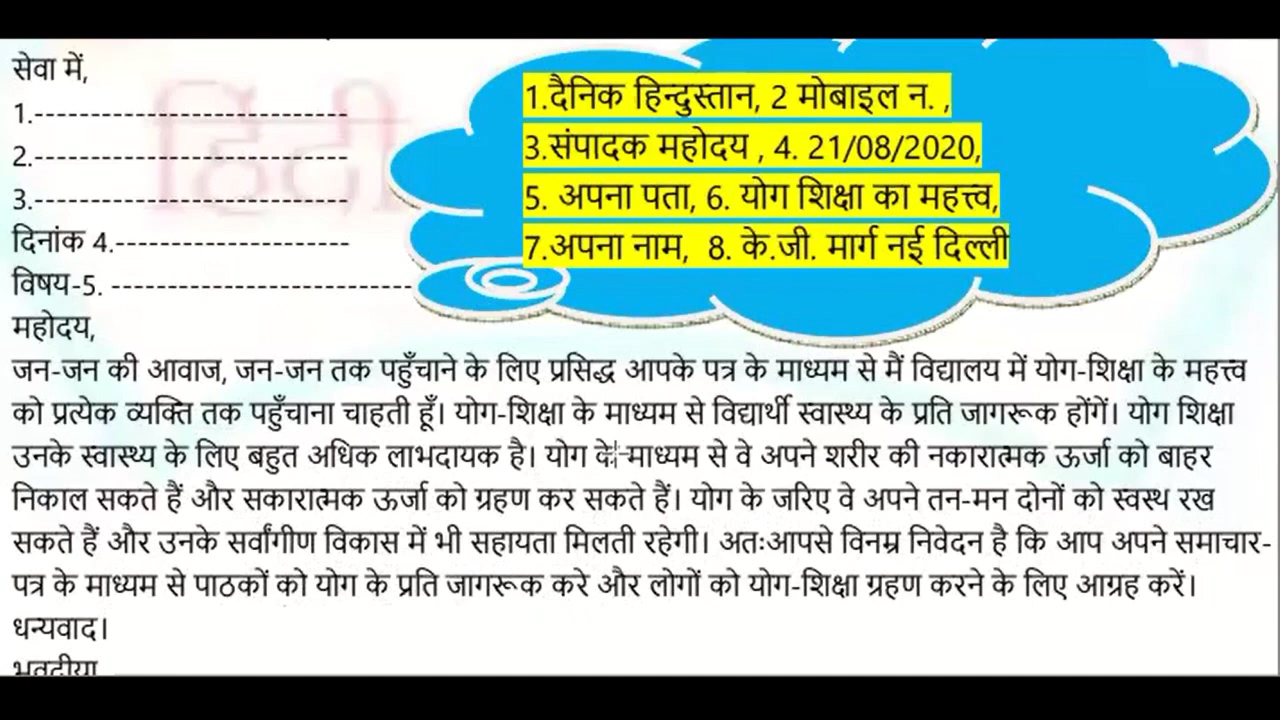 सेवा में,
1.----------------------------
2.----------------------------
3.----------------------------
दिनांक 4.---------------------
विषय-5. ---------------------------
1.दैनिक हिन्दुस्तान, 2 मोबाइल न. ,
3.संपादक महोदय , 4. 21/08/2020,
5. अपना पता, 6. योग शिक्षा का महत्त्व,
7.अपना नाम, 8. के.जी. मार्ग नई दिल्ली
महोदय,
जन-जन की आवाज, जन-जन तक पहुँचाने के लिए प्रसिद्ध आपके पत्र के माध्यम से मैं विद्यालय में योग-शिक्षा के महत्त्व
को प्रत्येक व्यक्ति तक पहुँचाना चाहती हूँ। योग-शिक्षा के माध्यम से विद्यार्थी स्वास्थ्य के प्रति जागरूक होंगें। योग शिक्षा
उनके स्वास्थ्य के लिए बहुत अधिक लाभदायक है। योग के माध्यम से वे अपने शरीर की नकारात्मक ऊर्जा को बाहर
निकाल सकते हैं और सकारात्मक ऊर्जा को ग्रहण कर सकते हैं। योग के जरिए वे अपने तन-मन दोनों को स्वस्थ रख
सकते हैं और उनके सर्वांगीण विकास में भी सहायता मिलती रहेगी। अतःआपसे विनम्र निवेदन है कि आप अपने समाचार-
पत्र के माध्यम से पाठकों को योग के प्रति जागरूक करे और लोगों को योग-शिक्षा ग्रहण करने के लिए आग्रह करें।
धन्यवाद।
भवदीया
हिंदी